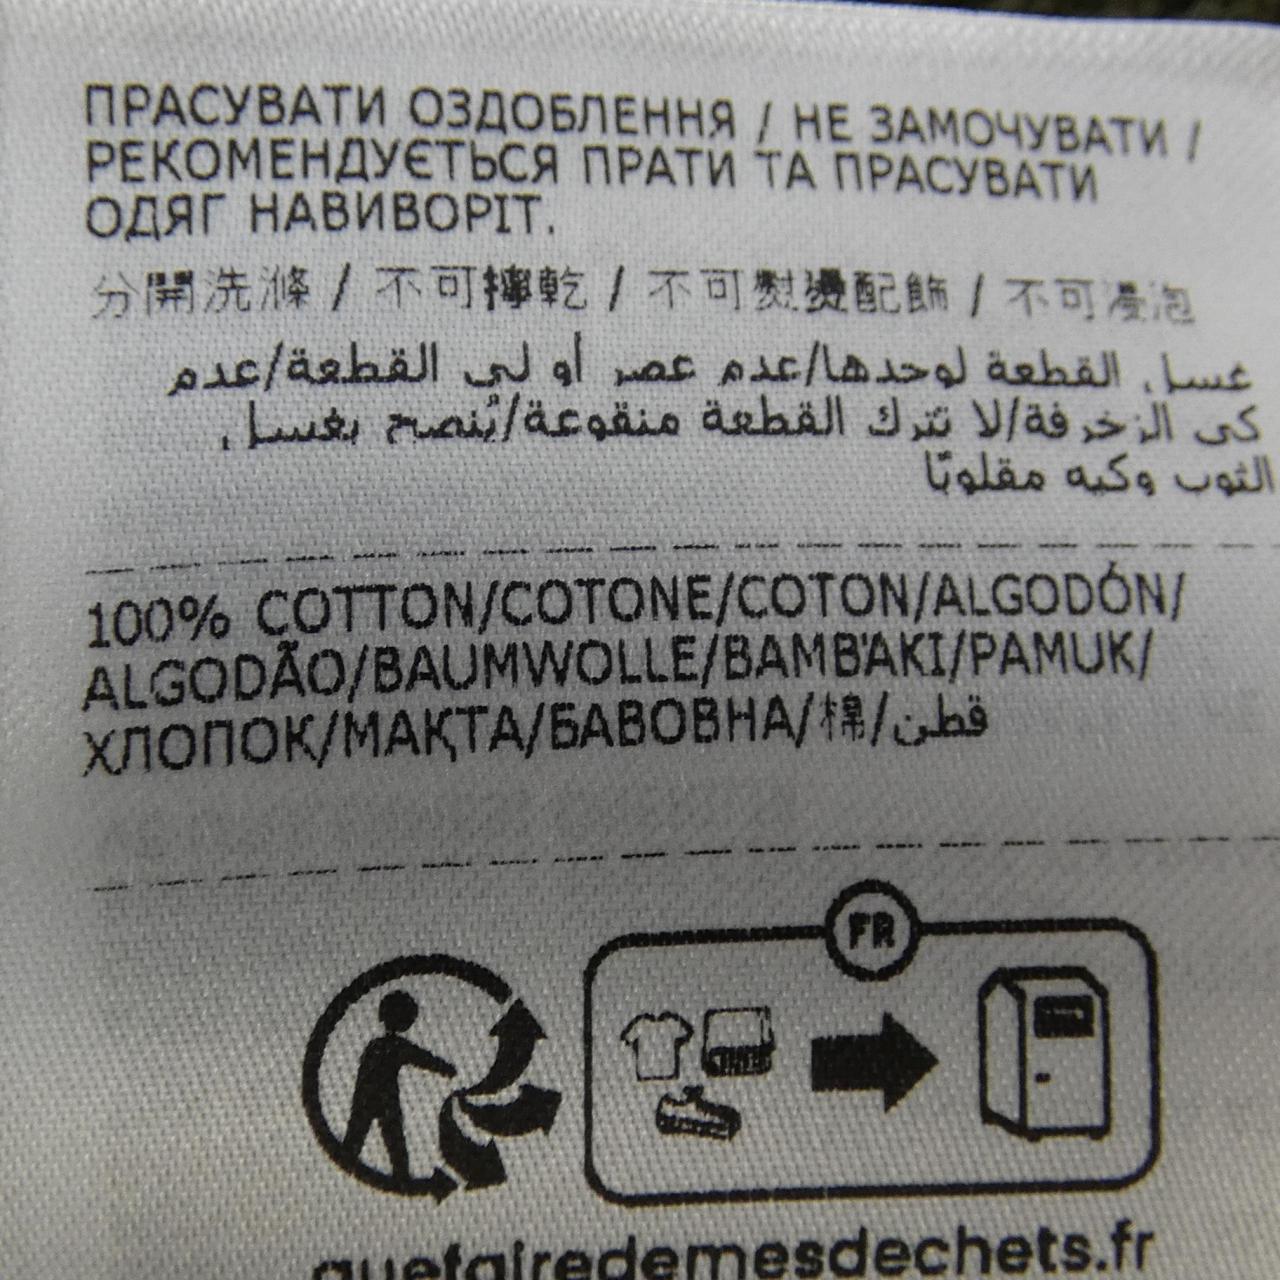 ПРАСУВАТИ ОЗДОБЛЕННЯ / НЕ ЗАМОЧУВАТИ /
РЕКОМЕНДУЄТЬСЯ ПРАТИ ТА ПРАСУВАТИ
ОДЯГ НАВИВОРІТ.
分開洗滌 / 不可擰乾 / 不可熨燙配飾 / 不可浸泡
غسل القطعة لوحدها/عدم عصر أو لي القطعة/عدم
كي الزخرفة/لا تترك القطعة منقوعة/يُنصح بغسل
الثوب وكيه مقلوبًا
100% COTTON/COTONE/COTON/ALGODÓN/
ALGODÃO/BAUMWOLLE/BAMB'AKI/PAMUK/
ХЛОПОК/МАҚТА/БАВОВНА/棉/قطن
FR
quefairedemesdechets.fr